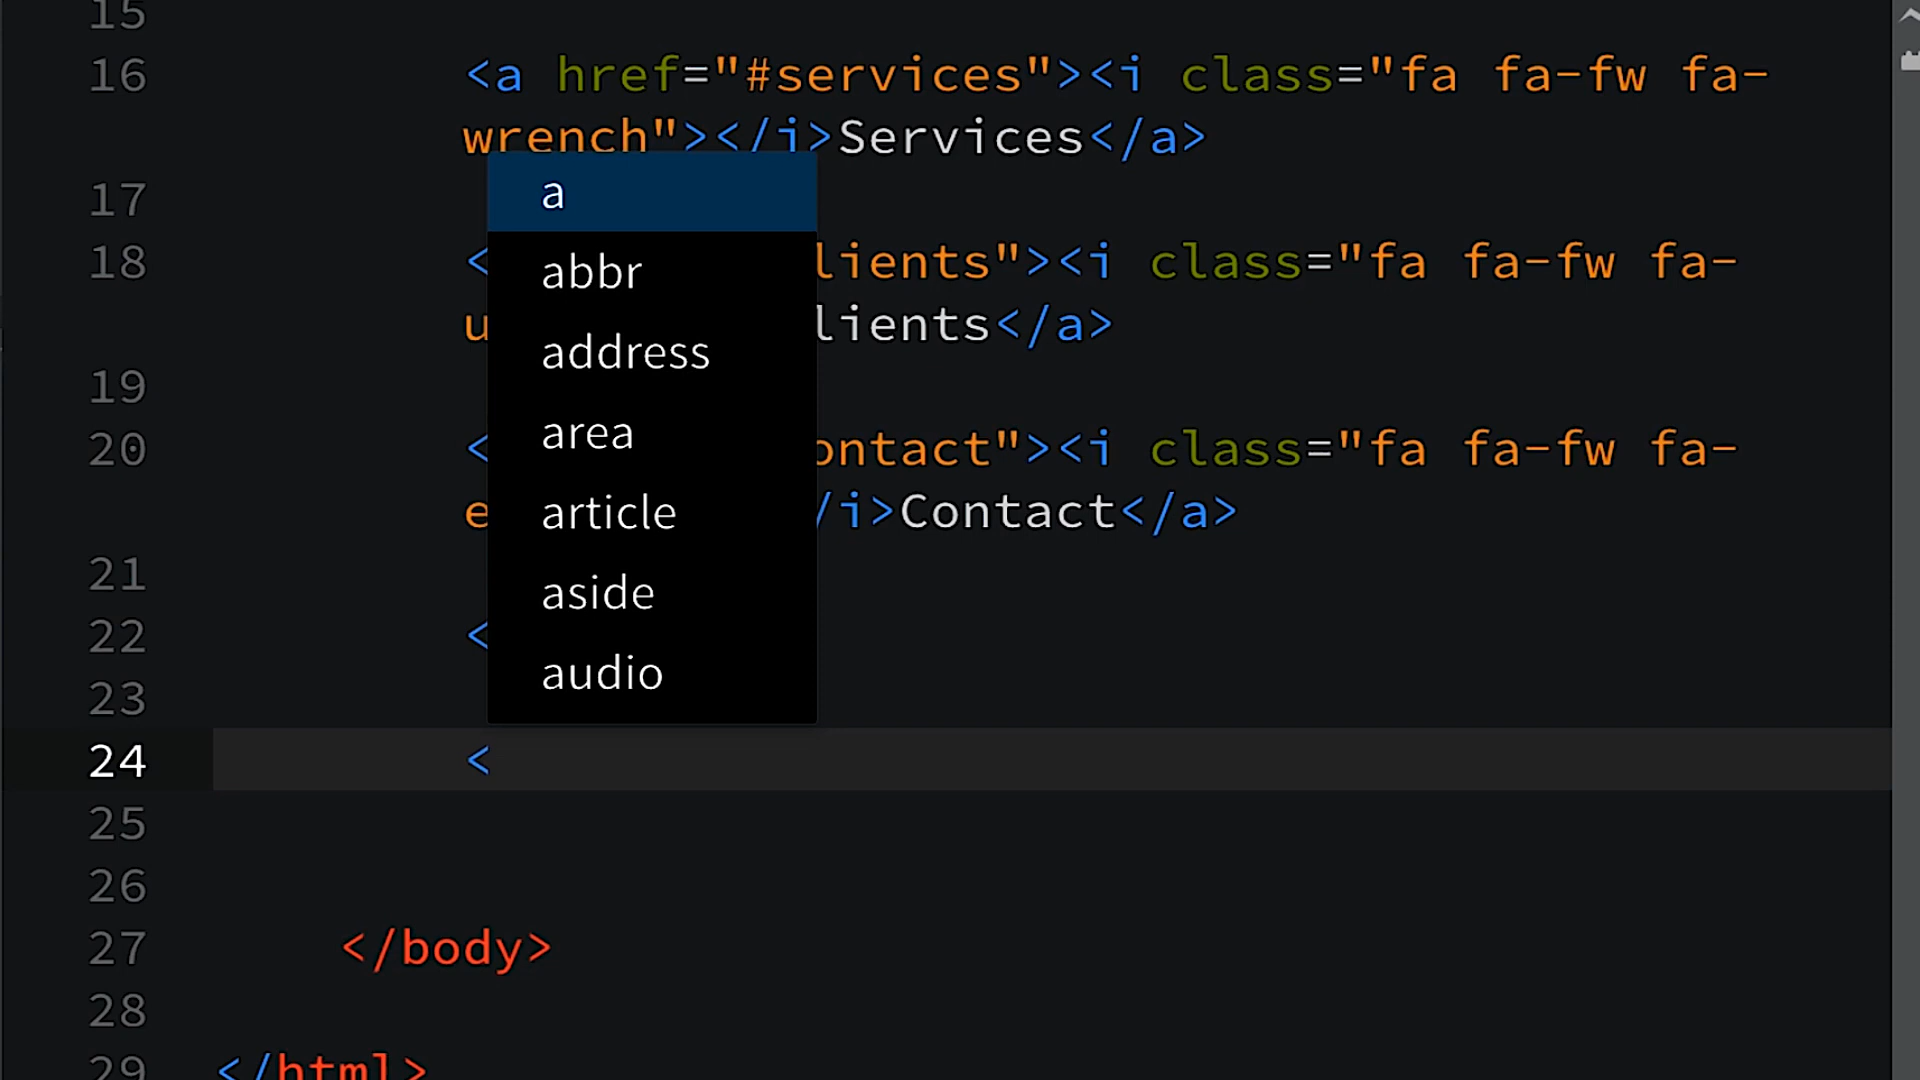 15
16 <a href="#services"><i class="fa fa-fw fa-
wrench"></i>Services</a>
a
17
abbr
18 < lients"><i class="fa fa-fw fa-
u lients</a>
address
19
area
20 < ontact"><i class="fa fa-fw fa-
e /i>Contact</a>
article
21
aside
22 <
audio
23
24 <
25
26
27 </body>
28
29 </html>